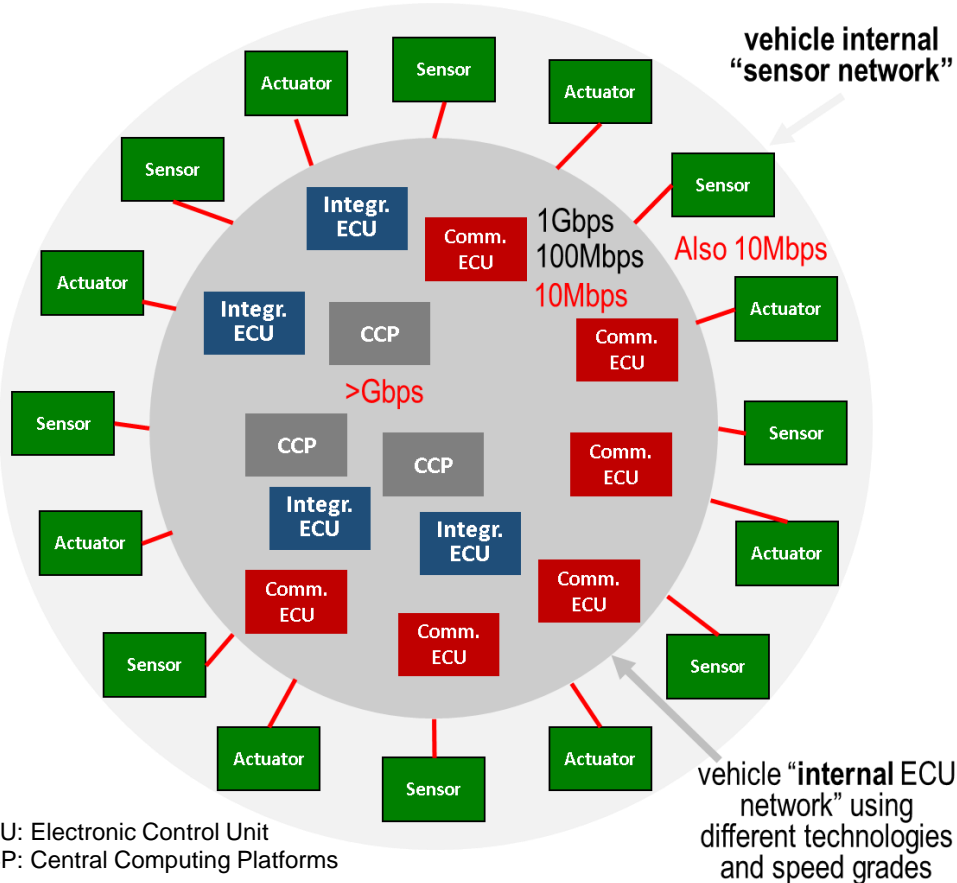 vehicle internal
“sensor network”
Sensor
Actuator
Actuator
Sensor
Sensor
Integr.
ECU
Comm.
ECU
1Gbps
100Mbps
10Mbps
Also 10Mbps
Actuator
Integr.
ECU
CCP
Comm.
ECU
Actuator
>Gbps
Sensor
CCP
CCP
Comm.
ECU
Sensor
Actuator
Integr.
ECU
Integr.
ECU
Actuator
Comm.
ECU
Comm.
ECU
Comm.
ECU
Sensor
Sensor
Actuator
Sensor
Actuator
vehicle “internal ECU
network” using
different technologies
and speed grades
U: Electronic Control Unit
P: Central Computing Platforms